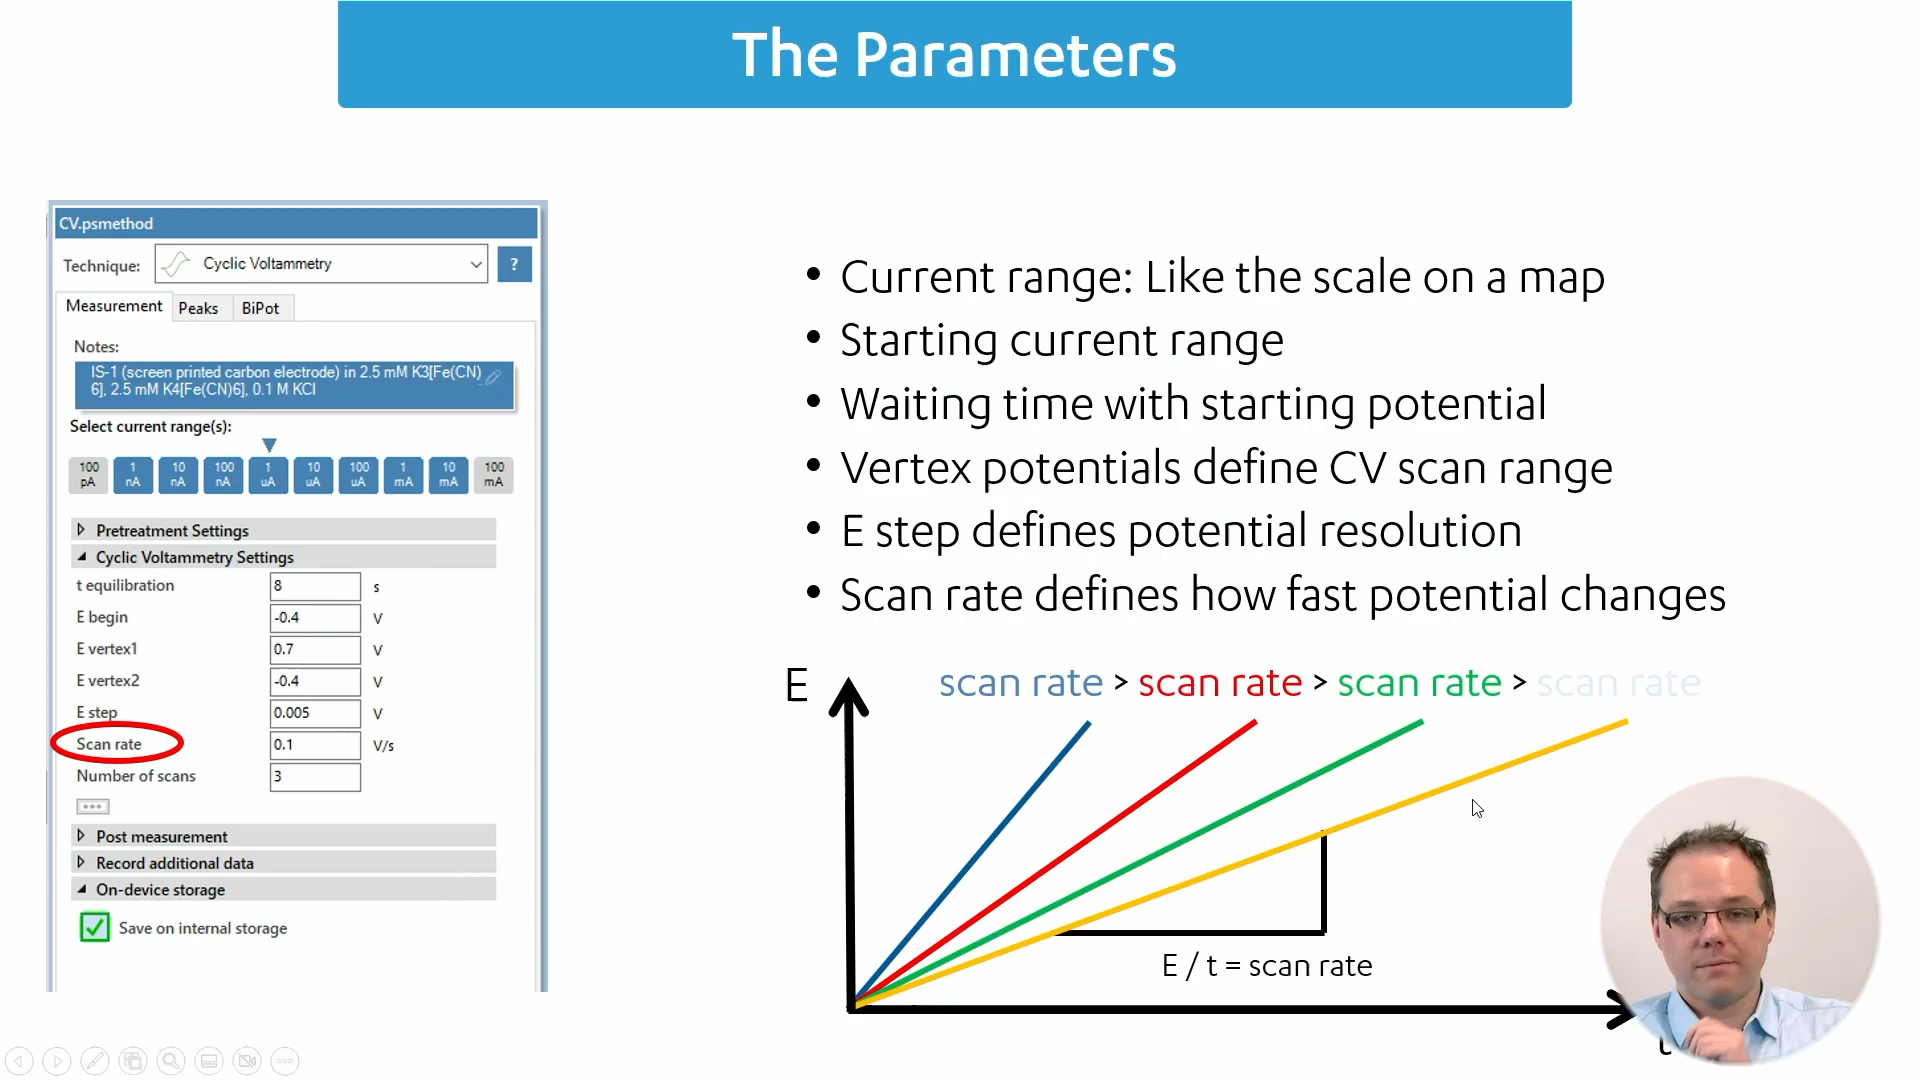 The Parameters
CV.psmethod
Technique: Cyclic Voltammetry ?
Measurement Peaks BiPot
Notes:
IS-1 (screen printed carbon electrode) in 2.5 mM K3[Fe(CN)
6], 2.5 mM K4[Fe(CN)6], 0.1 M KCl
Select current range(s):
100 pA 1 nA 10 nA 100 nA 1 uA 10 uA 100 uA 1 mA 10 mA 100 mA
Pretreatment Settings
Cyclic Voltammetry Settings
t equilibration 8 s
E begin -0.4 V
E vertex1 0.7 V
E vertex2 -0.4 V
E step 0.005 V
Scan rate 0.1 V/s
Number of scans 3
Post measurement
Record additional data
On-device storage
Save on internal storage
• Current range: Like the scale on a map
• Starting current range
• Waiting time with starting potential
• Vertex potentials define CV scan range
• E step defines potential resolution
• Scan rate defines how fast potential changes
E
scan rate > scan rate > scan rate > scan rate
E / t = scan rate
t